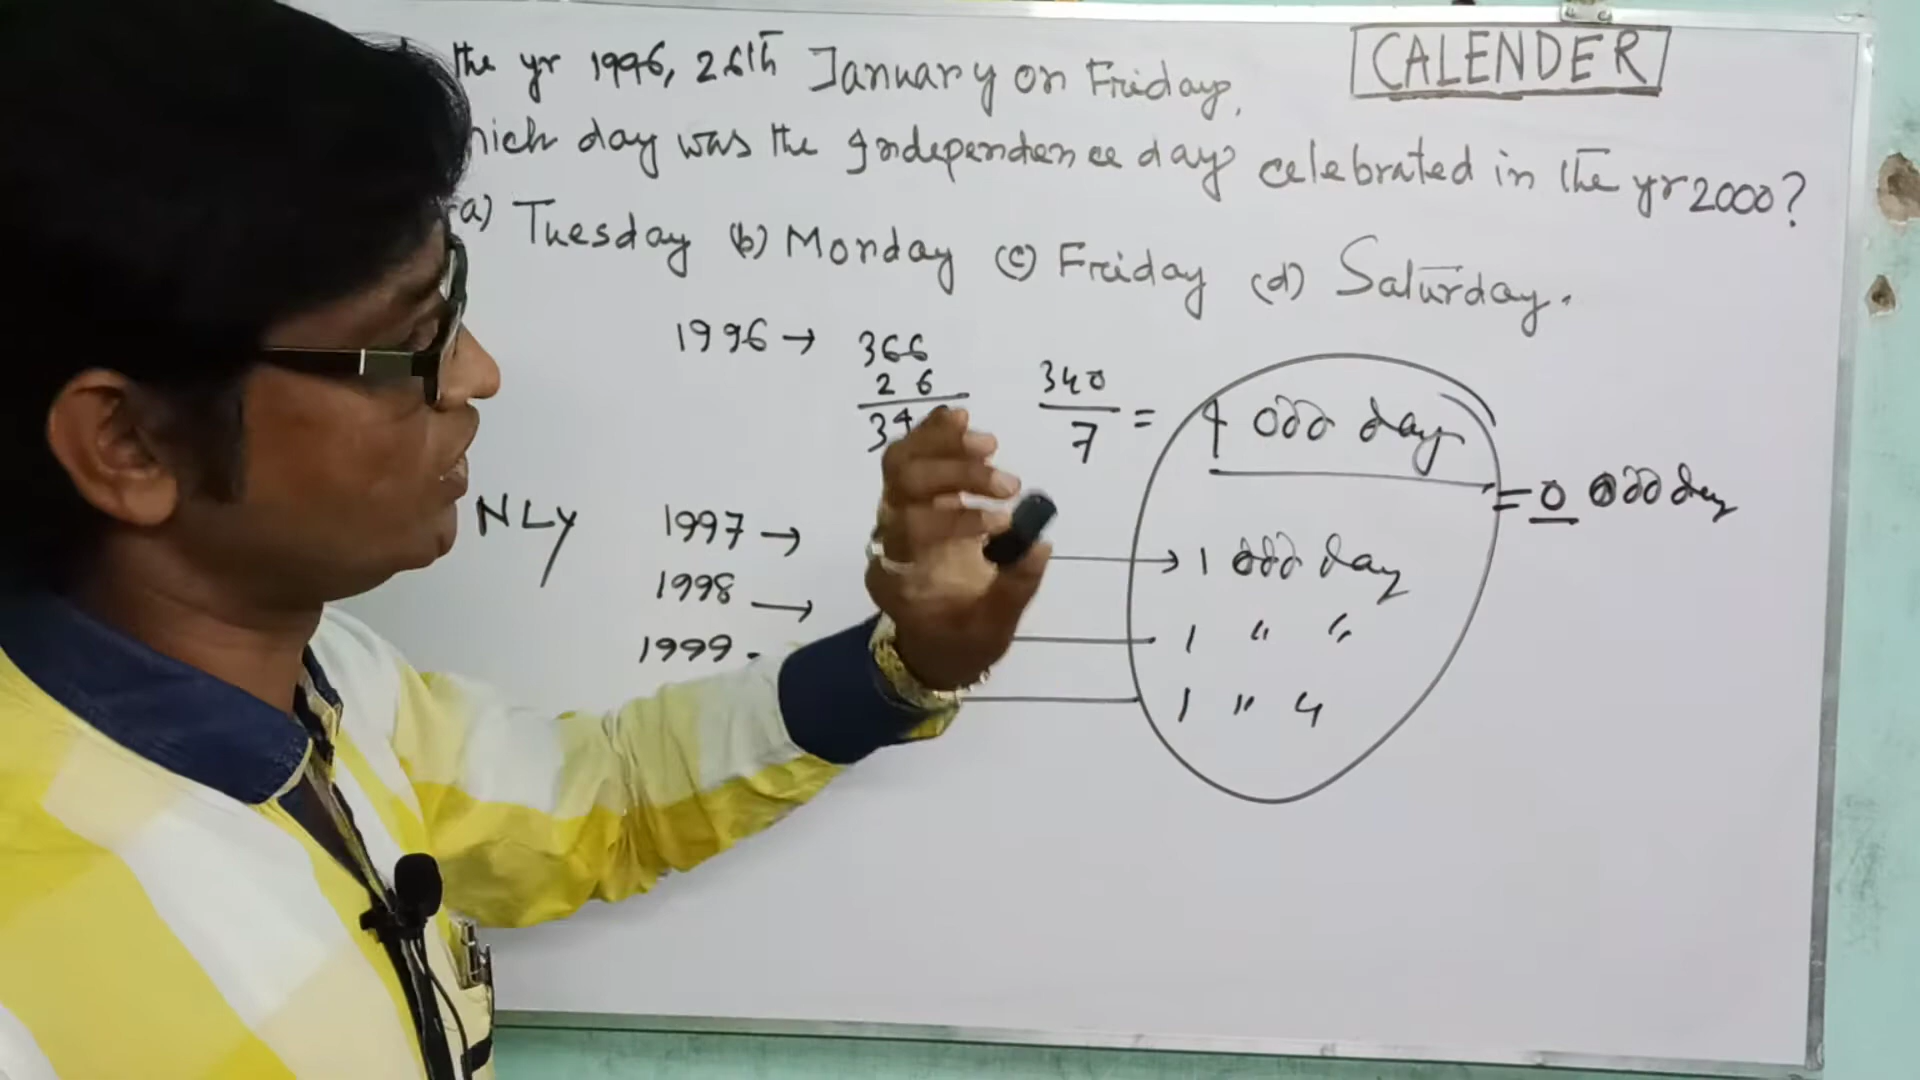 CALENDER
the yr 1996, 26th January on Friday,
hich day was the Independence day celebrated in the yr 2000?
a) Tuesday (b) Monday (c) Friday (d) Saturday.
1996 → 366
26
34
340
7
= 4 odd day
= 0 odd day
NLy
1997 → → 1 odd day
1998 → 1 " "
1999 1 " "